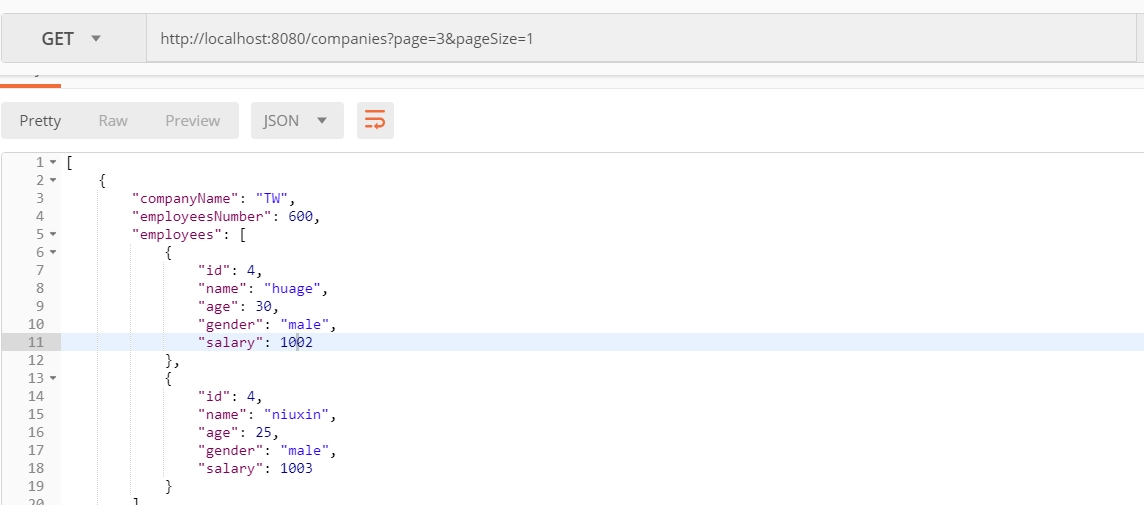 GET http://localhost:8080/companies?page=3&pageSize=1
Pretty Raw Preview JSON
1 [
2 {
3 "companyName": "TW",
4 "employeesNumber": 600,
5 "employees": [
6 {
7 "id": 4,
8 "name": "huage",
9 "age": 30,
10 "gender": "male",
11 "salary": 1002
12 },
13 {
14 "id": 4,
15 "name": "niuxin",
16 "age": 25,
17 "gender": "male",
18 "salary": 1003
19 }
20 ]